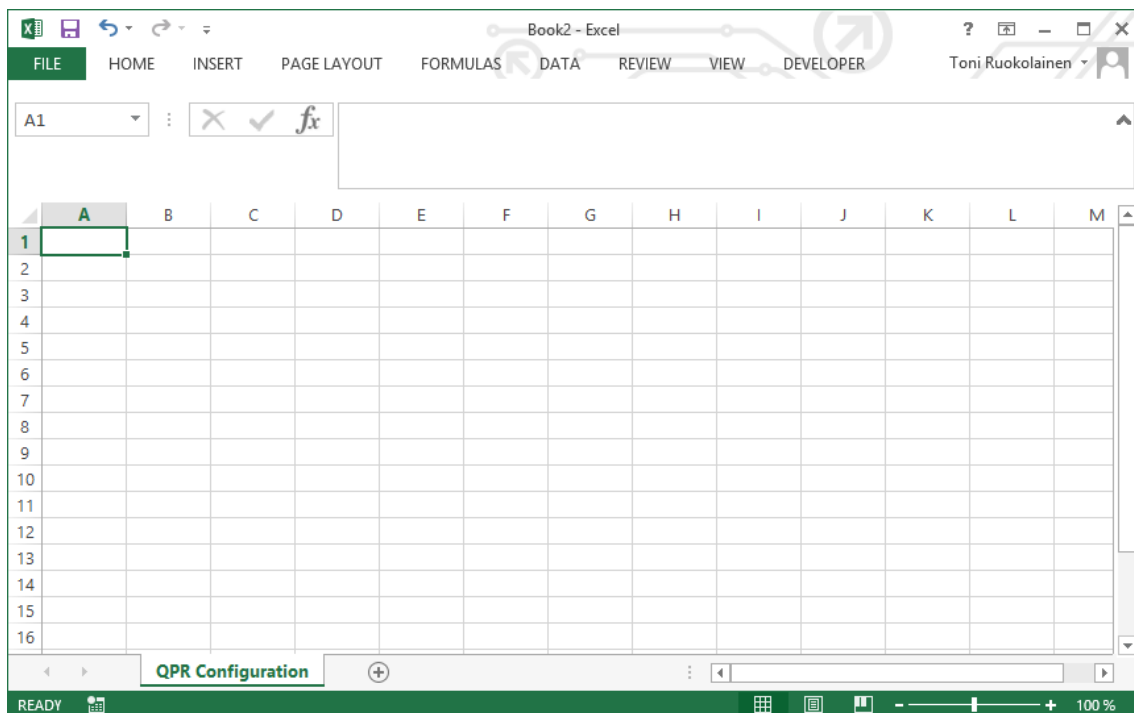 Book2 - Excel ?
FILE HOME INSERT PAGE LAYOUT FORMULAS DATA REVIEW VIEW DEVELOPER Toni Ruokolainen
A1 fx
A B C D E F G H I J K L M
1
2
3
4
5
6
7
8
9
10
11
12
13
14
15
16
QPR Configuration
READY 100 %